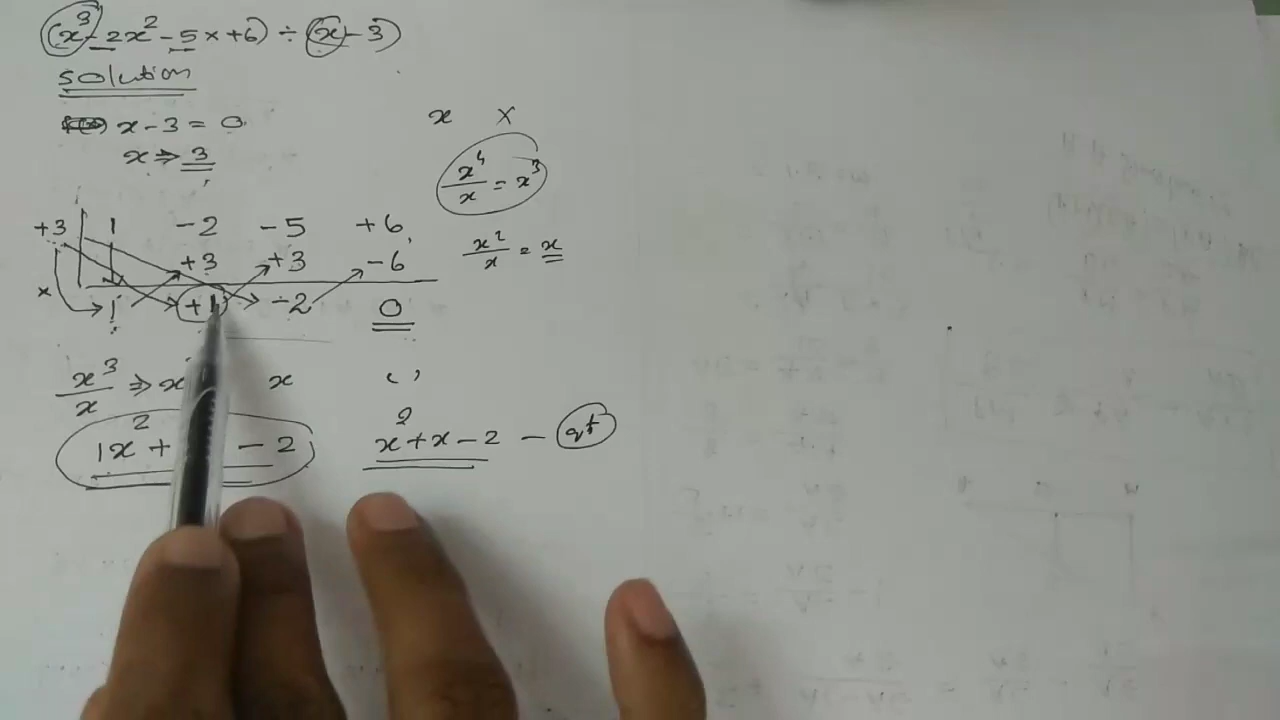 (x³ - 2x² - 5x + 6) ÷ (x - 3)
solution
x - 3 = 0
x ⇒ 3
x X
x⁴/x = x³
x²/x = x
+3 | 1 -2 -5 +6
+3 +3 -6
× 1 +1 -2 0
x³/x ⇒ x x
1x² + - 2 x² + x - 2 - qt